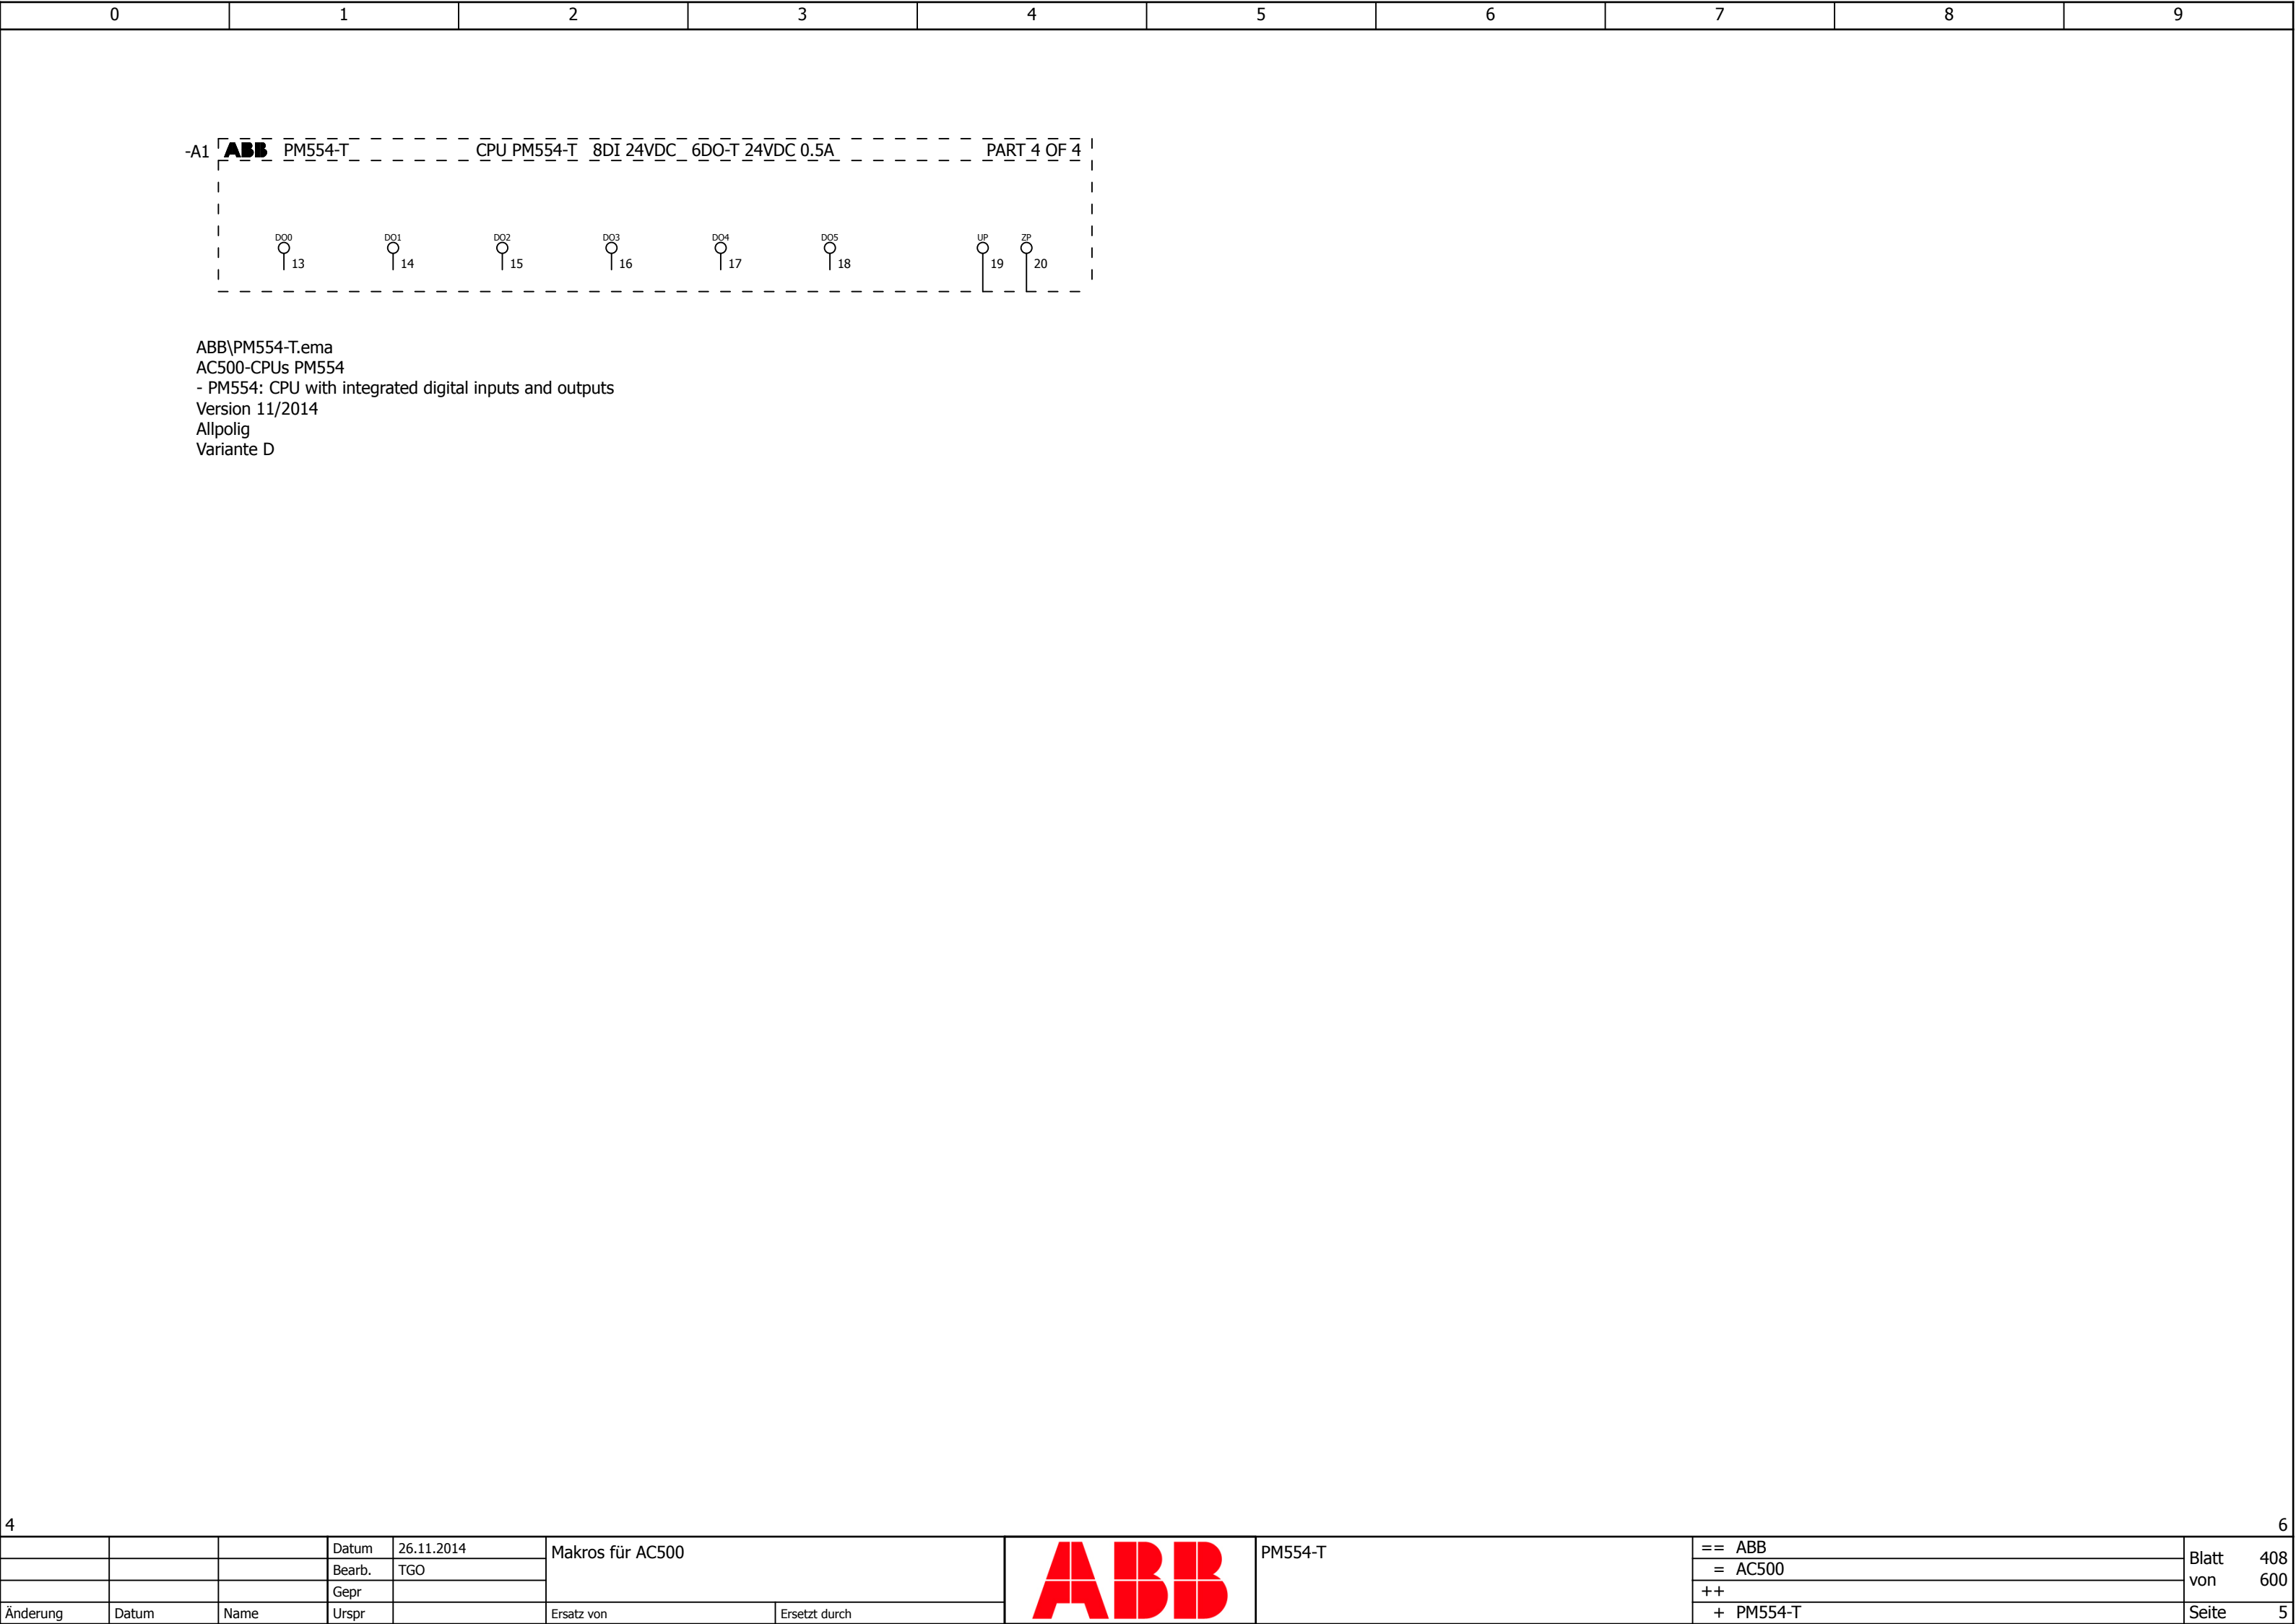 0 1 2 3 4 5 6 7 8 9
-A1 ABB PM554-T CPU PM554-T 8DI 24VDC 6DO-T 24VDC 0.5A PART 4 OF 4
DO0 DO1 DO2 DO3 DO4 DO5 UP ZP
13 14 15 16 17 18 19 20
ABB\PM554-T.ema
AC500-CPUs PM554
- PM554: CPU with integrated digital inputs and outputs
Version 11/2014
Allpolig
Variante D
4 6
Datum 26.11.2014 Makros für AC500 ABB PM554-T == ABB Blatt 408
Bearb. TGO = AC500 von 600
Gepr ++
Änderung Datum Name Urspr Ersatz von Ersetzt durch + PM554-T Seite 5